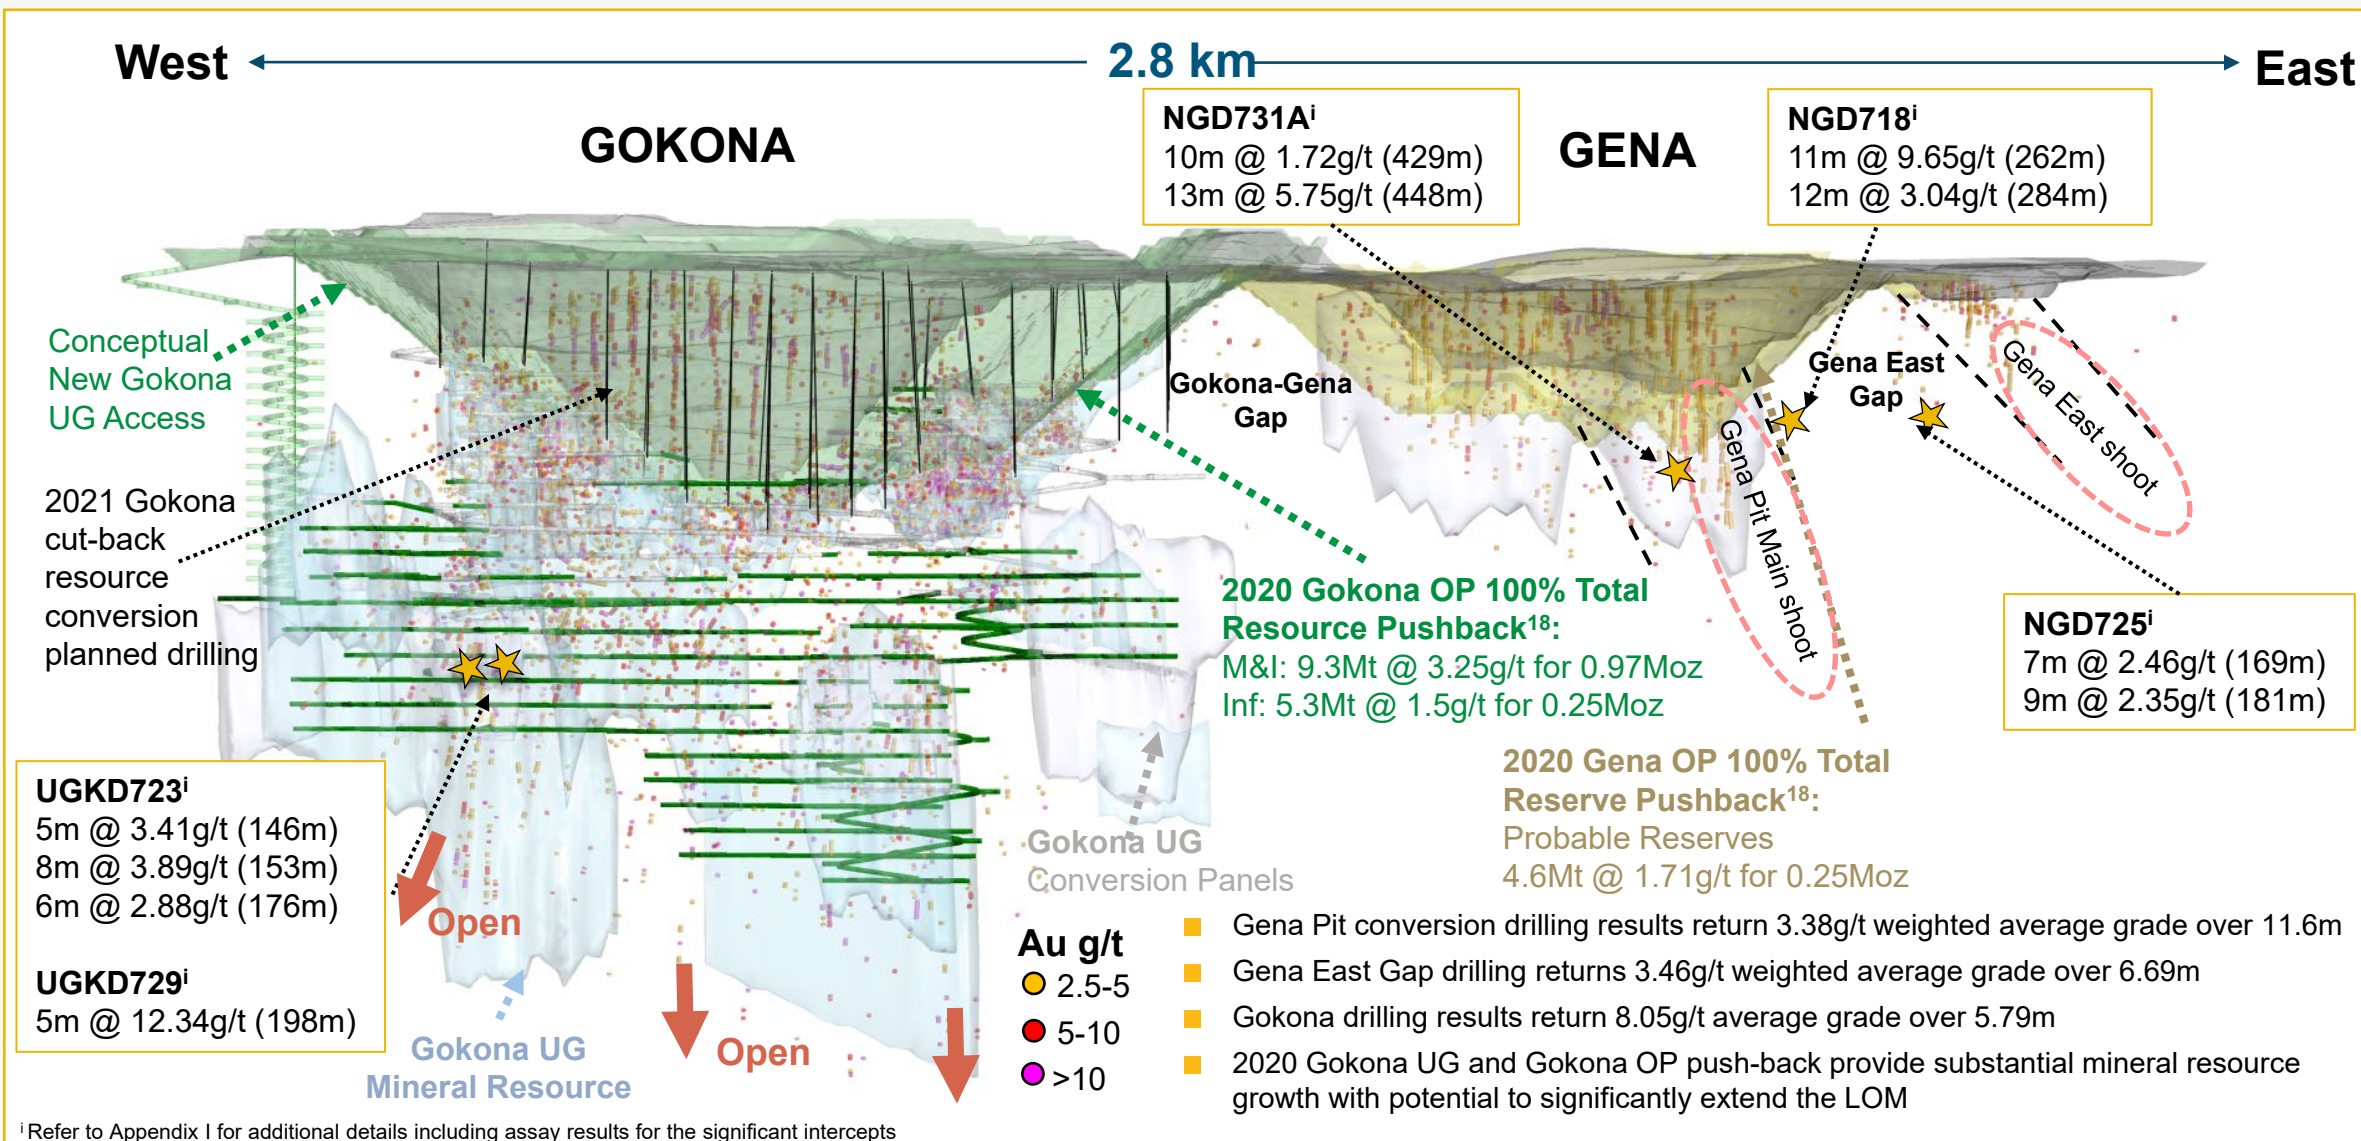 West
2.8 km
East
GOKONA
GENA
NGD731Aⁱ
10m @ 1.72g/t (429m)
13m @ 5.75g/t (448m)
NGD718ⁱ
11m @ 9.65g/t (262m)
12m @ 3.04g/t (284m)
Conceptual
New Gokona
UG Access
2021 Gokona
cut-back
resource
conversion
planned drilling
Gokona-Gena
Gap
Gena East
Gap
Gena East shoot
Gena Pit Main shoot
2020 Gokona OP 100% Total
Resource Pushback¹⁸:
M&I: 9.3Mt @ 3.25g/t for 0.97Moz
Inf: 5.3Mt @ 1.5g/t for 0.25Moz
NGD725ⁱ
7m @ 2.46g/t (169m)
9m @ 2.35g/t (181m)
2020 Gena OP 100% Total
Reserve Pushback¹⁸:
Probable Reserves
4.6Mt @ 1.71g/t for 0.25Moz
UGKD723ⁱ
5m @ 3.41g/t (146m)
8m @ 3.89g/t (153m)
6m @ 2.88g/t (176m)
UGKD729ⁱ
5m @ 12.34g/t (198m)
Open
Gokona UG
Mineral Resource
Open
Gokona UG
Conversion Panels
Au g/t
2.5-5
5-10
>10
Gena Pit conversion drilling results return 3.38g/t weighted average grade over 11.6m
Gena East Gap drilling returns 3.46g/t weighted average grade over 6.69m
Gokona drilling results return 8.05g/t average grade over 5.79m
2020 Gokona UG and Gokona OP push-back provide substantial mineral resource
growth with potential to significantly extend the LOM
ⁱ Refer to Appendix I for additional details including assay results for the significant intercepts